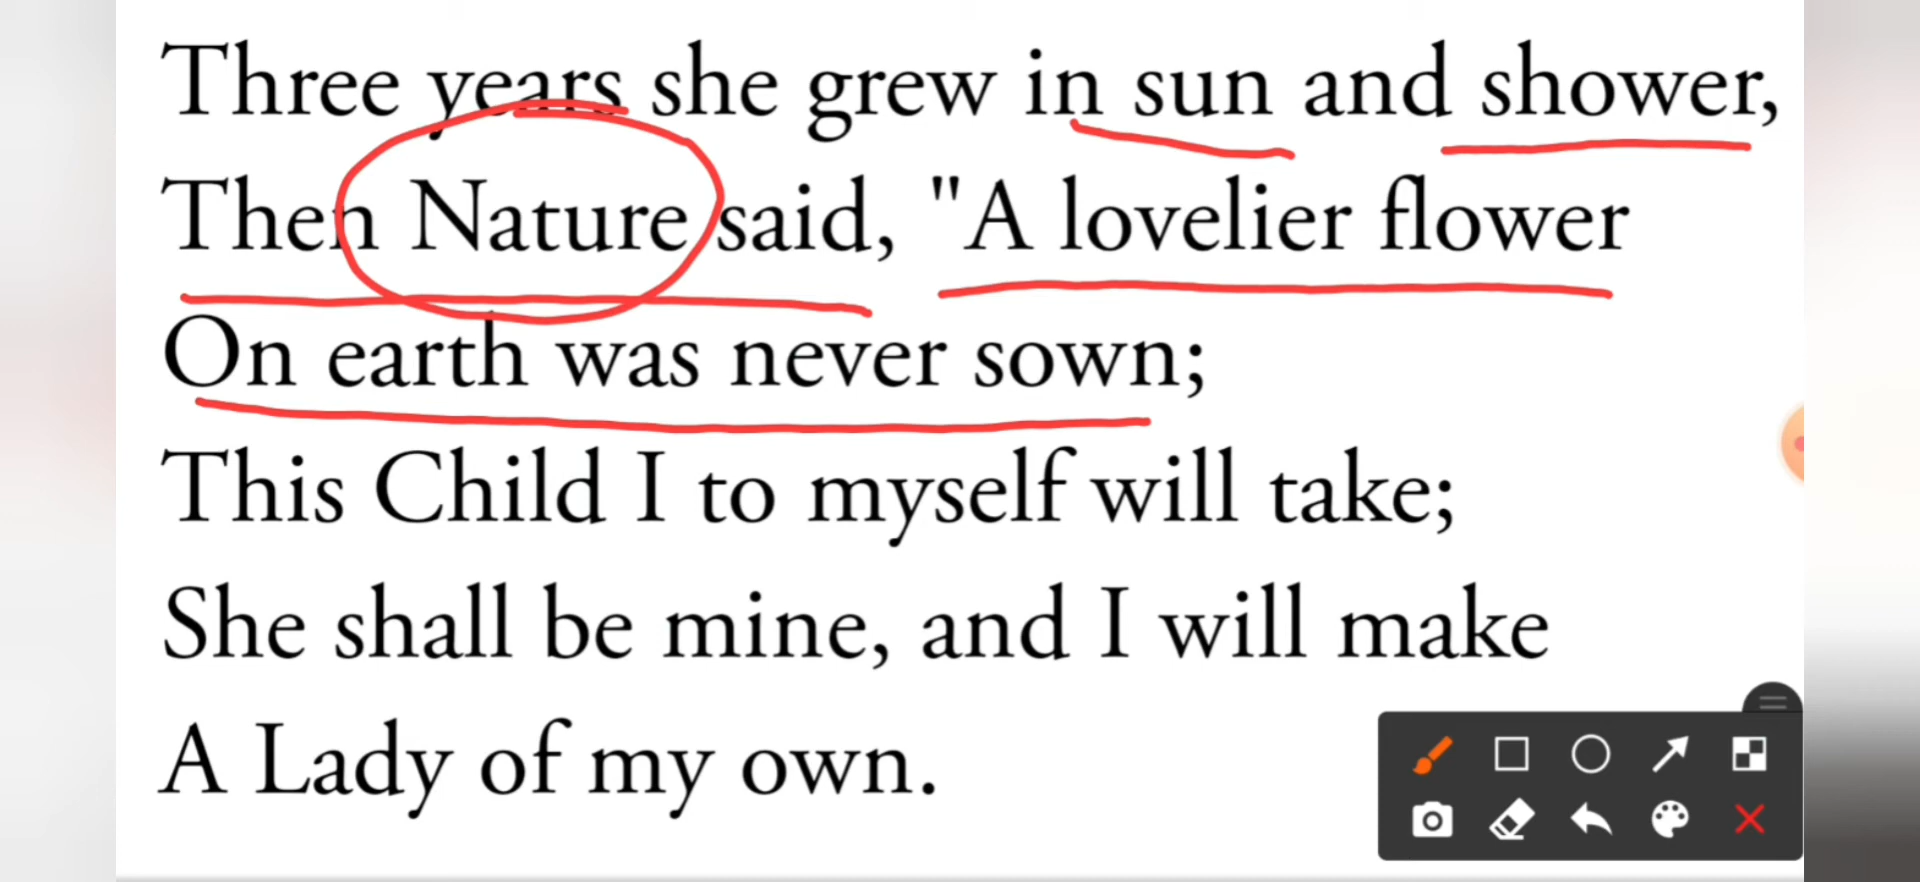 Three years she grew in sun and shower,
Then Nature said, "A lovelier flower
On earth was never sown;
This Child I to myself will take;
She shall be mine, and I will make
A Lady of my own.